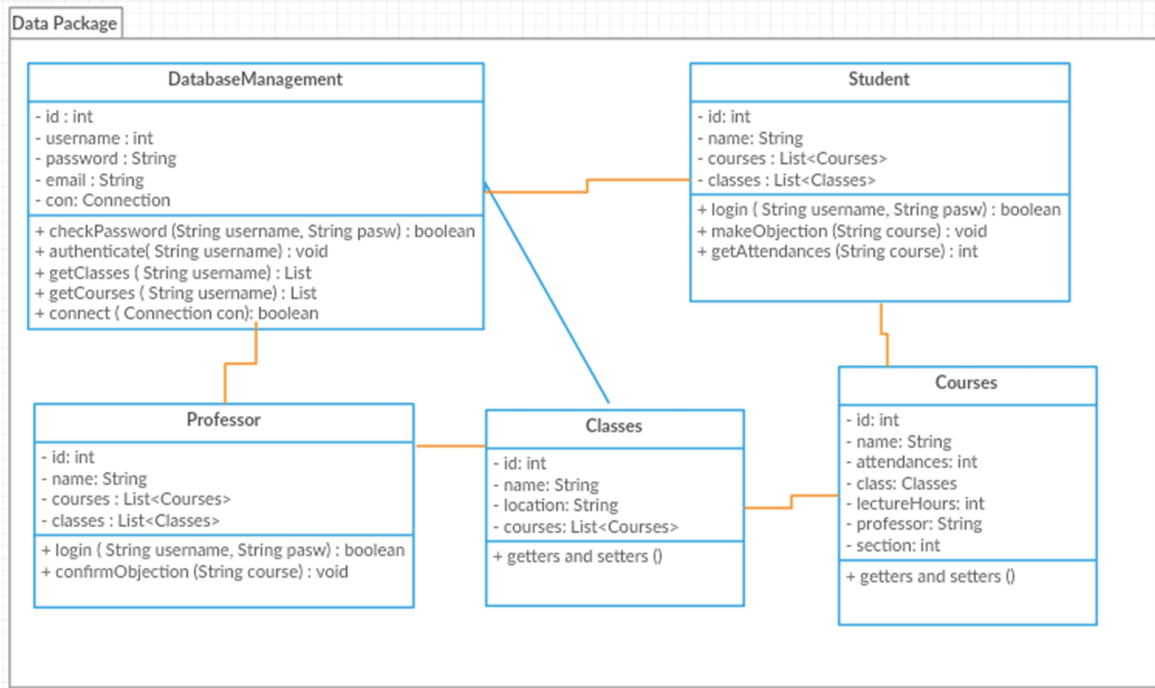 Data Package
DatabaseManagement
- id : int
- username : int
- password : String
- email : String
- con: Connection
+ checkPassword (String username, String pasw) : boolean
+ authenticate( String username) : void
+ getClasses ( String username) : List
+ getCourses ( String username) : List
+ connect ( Connection con): boolean
Student
- id: int
- name: String
- courses : List<Courses>
- classes : List<Classes>
+ login ( String username, String pasw) : boolean
+ makeObjection (String course) : void
+ getAttendances (String course) : int
Professor
- id: int
- name: String
- courses : List<Courses>
- classes : List<Classes>
+ login ( String username, String pasw) : boolean
+ confirmObjection (String course) : void
Classes
- id: int
- name: String
- location: String
- courses: List<Courses>
+ getters and setters ()
Courses
- id: int
- name: String
- attendances: int
- class: Classes
- lectureHours: int
- professor: String
- section: int
+ getters and setters ()